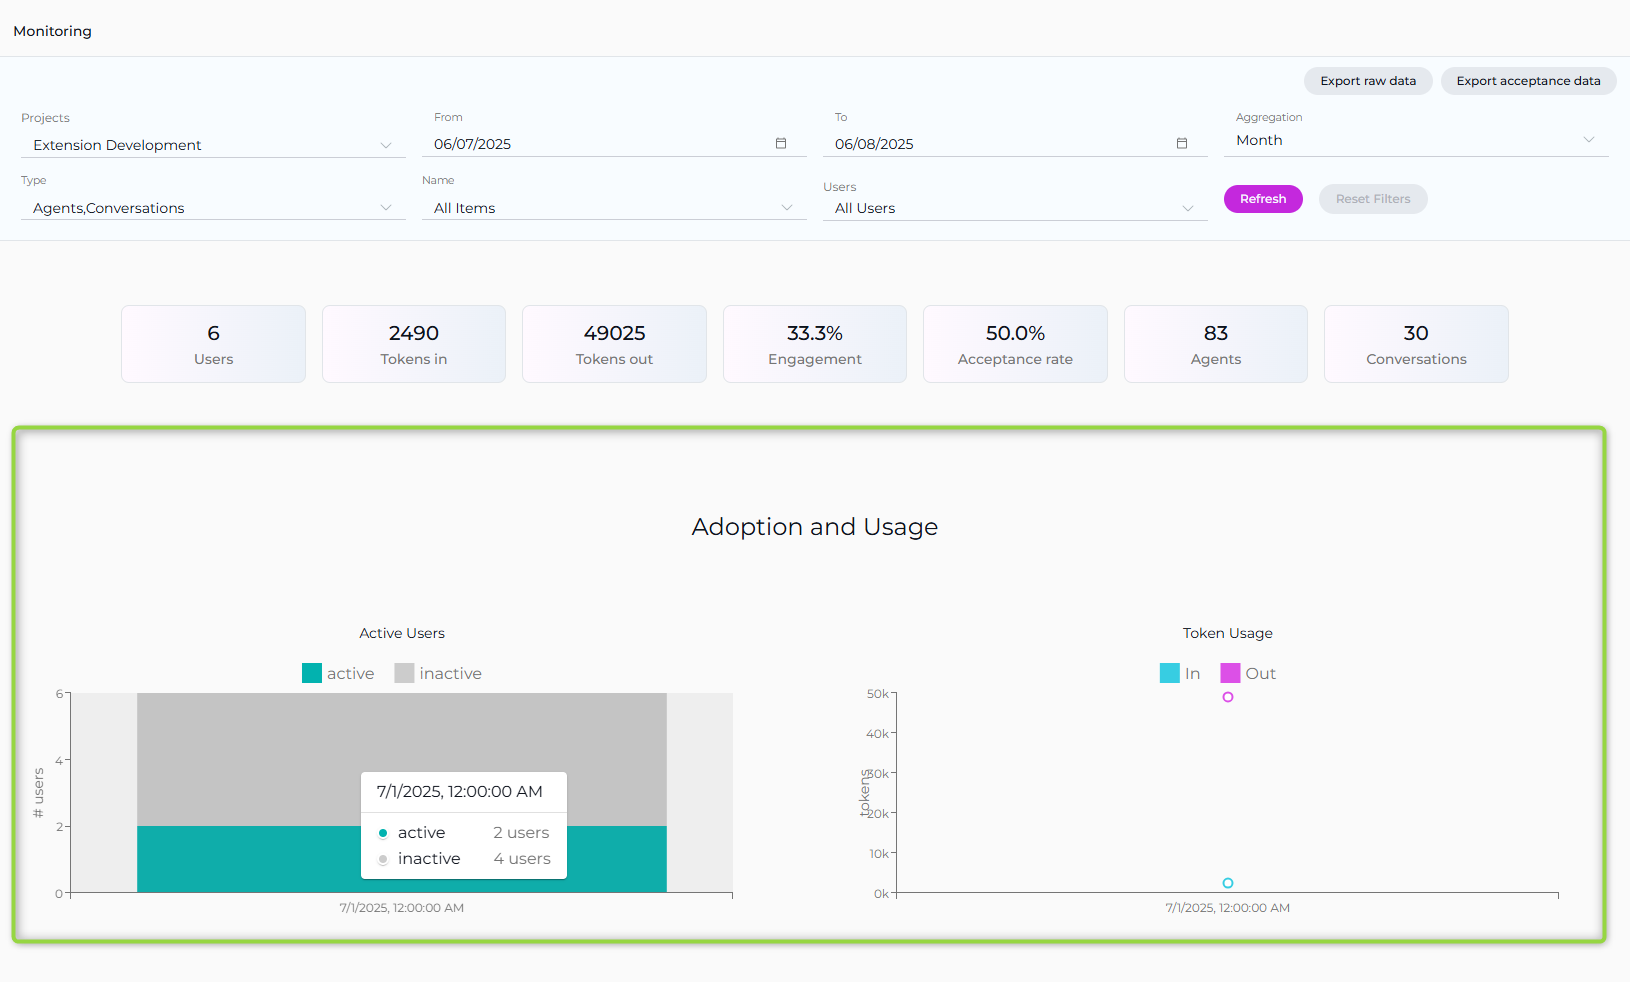 Monitoring
Export raw data
Export acceptance data
Projects
Extension Development
From
06/07/2025
To
06/08/2025
Aggregation
Month
Type
Agents,Conversations
Name
All Items
Users
All Users
Refresh
Reset Filters
6
Users
2490
Tokens in
49025
Tokens out
33.3%
Engagement
50.0%
Acceptance rate
83
Agents
30
Conversations
Adoption and Usage
Active Users
active
inactive
# users
6
4
2
0
7/1/2025, 12:00:00 AM
active 2 users
inactive 4 users
7/1/2025, 12:00:00 AM
Token Usage
In
Out
tokens
50k
40k
30k
20k
10k
0k
7/1/2025, 12:00:00 AM